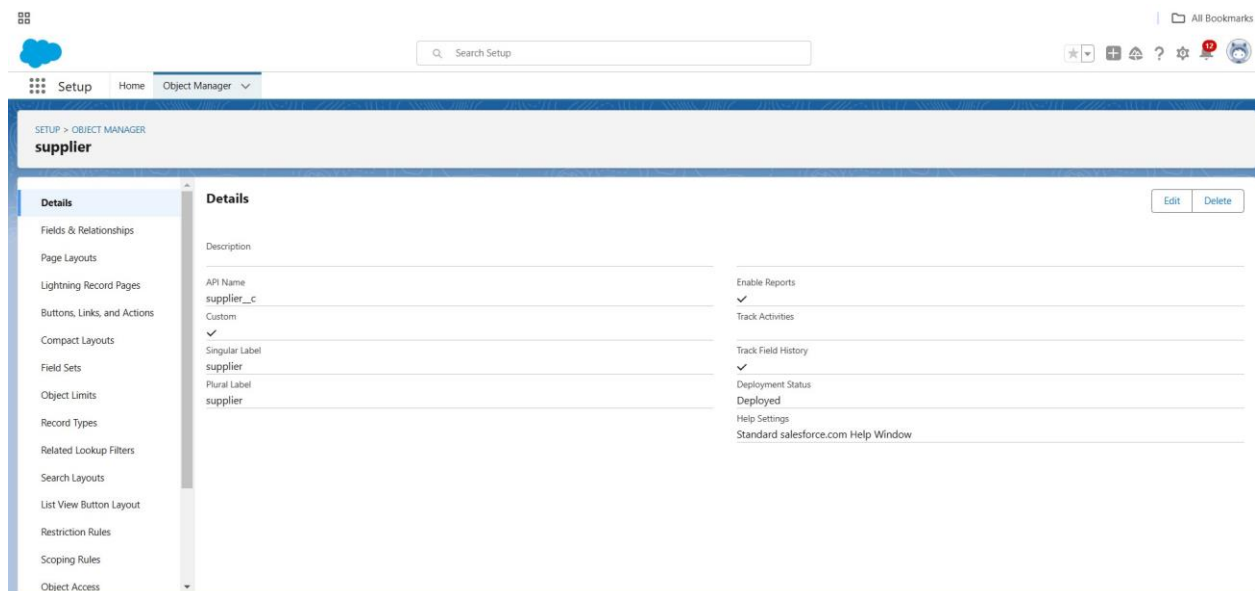 All Bookmarks
Search Setup
12
Setup Home Object Manager
SETUP > OBJECT MANAGER
supplier
Details
Fields & Relationships
Page Layouts
Lightning Record Pages
Buttons, Links, and Actions
Compact Layouts
Field Sets
Object Limits
Record Types
Related Lookup Filters
Search Layouts
List View Button Layout
Restriction Rules
Scoping Rules
Object Access
Details
Edit Delete
Description
API Name
supplier__c
Custom
Singular Label
supplier
Plural Label
supplier
Enable Reports
Track Activities
Track Field History
Deployment Status
Deployed
Help Settings
Standard salesforce.com Help Window